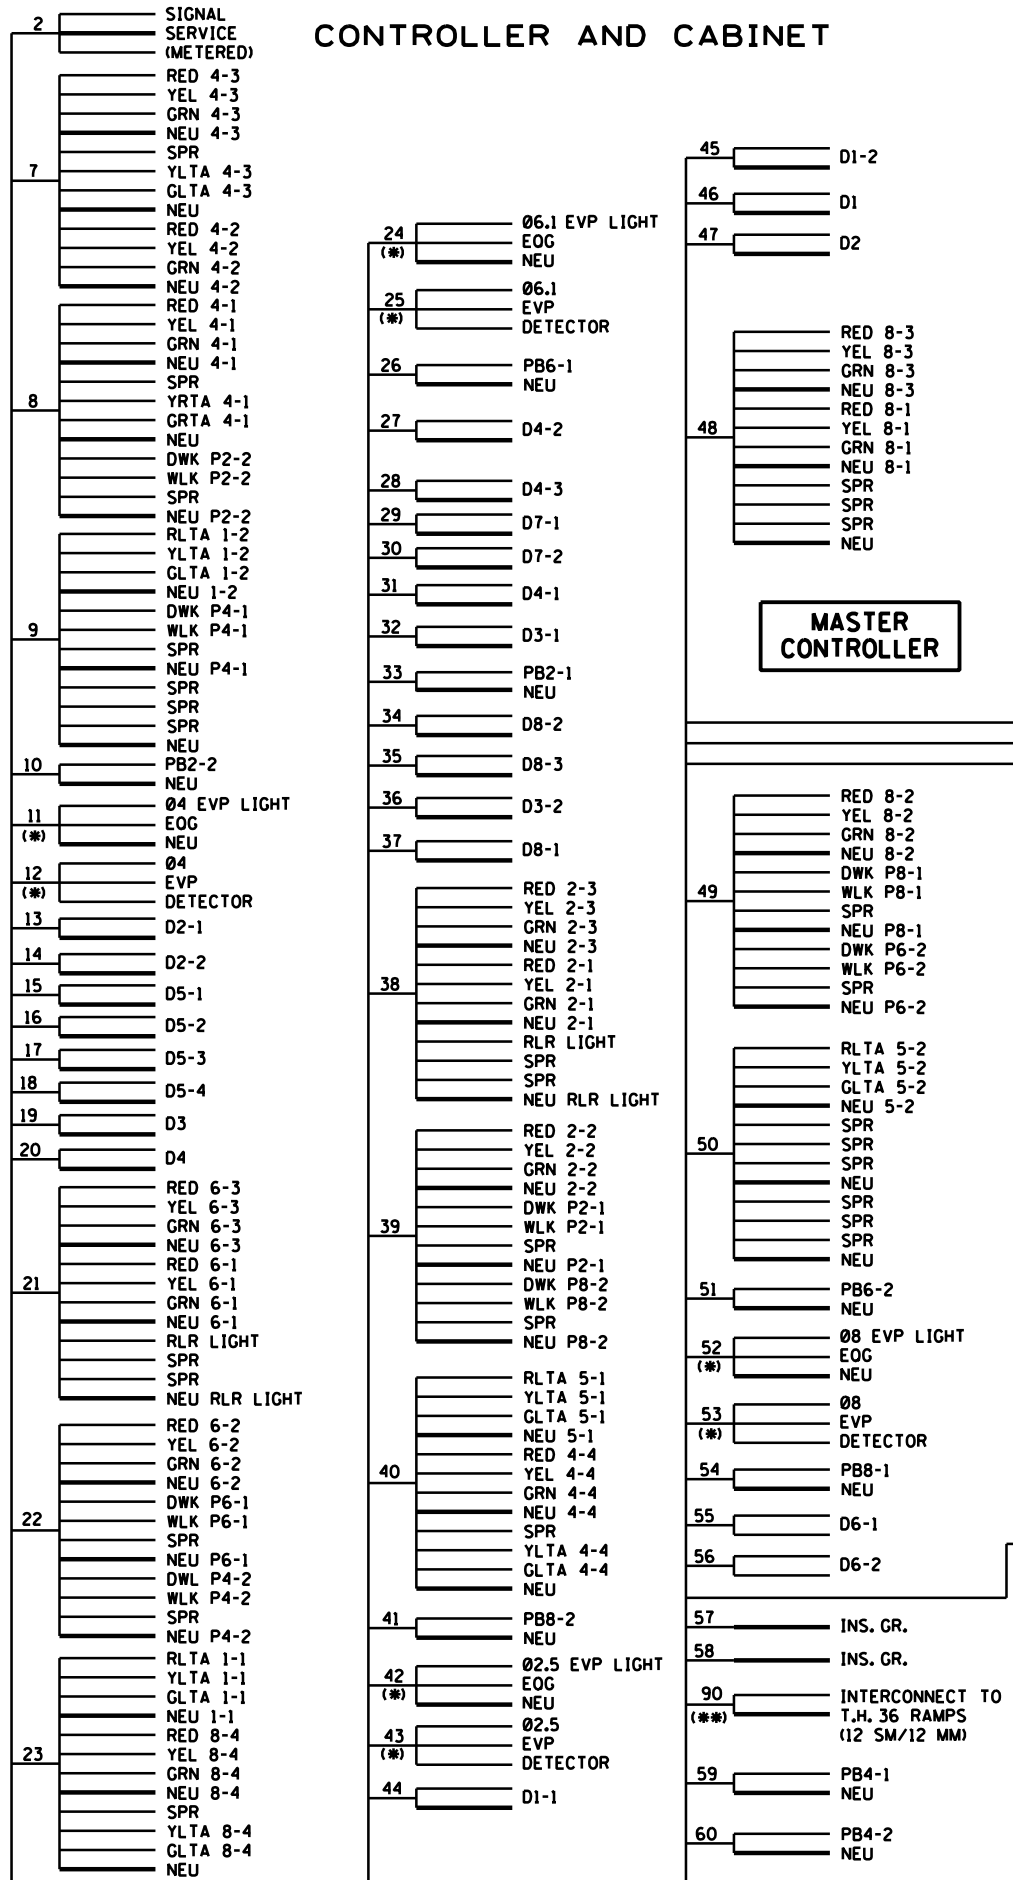 CONTROLLER AND CABINET
2
SIGNAL
SERVICE
(METERED)
7
RED 4-3
YEL 4-3
GRN 4-3
NEU 4-3
SPR
YLTA 4-3
GLTA 4-3
NEU
RED 4-2
YEL 4-2
GRN 4-2
NEU 4-2
8
RED 4-1
YEL 4-1
GRN 4-1
NEU 4-1
SPR
YRTA 4-1
GRTA 4-1
NEU
DWK P2-2
WLK P2-2
SPR
NEU P2-2
9
RLTA 1-2
YLTA 1-2
GLTA 1-2
NEU 1-2
DWK P4-1
WLK P4-1
SPR
NEU P4-1
SPR
SPR
SPR
NEU
10
PB2-2
NEU
11
(*)
Ø4 EVP LIGHT
EOG
NEU
12
(*)
Ø4
EVP
DETECTOR
13
D2-1
14
D2-2
15
D5-1
16
D5-2
17
D5-3
18
D5-4
19
D3
20
D4
21
RED 6-3
YEL 6-3
GRN 6-3
NEU 6-3
RED 6-1
YEL 6-1
GRN 6-1
NEU 6-1
RLR LIGHT
SPR
SPR
NEU RLR LIGHT
22
RED 6-2
YEL 6-2
GRN 6-2
NEU 6-2
DWK P6-1
WLK P6-1
SPR
NEU P6-1
DWL P4-2
WLK P4-2
SPR
NEU P4-2
23
RLTA 1-1
YLTA 1-1
GLTA 1-1
NEU 1-1
RED 8-4
YEL 8-4
GRN 8-4
NEU 8-4
SPR
YLTA 8-4
GLTA 8-4
NEU
24
(*)
Ø6.1 EVP LIGHT
EOG
NEU
25
(*)
Ø6.1
EVP
DETECTOR
26
PB6-1
NEU
27
D4-2
28
D4-3
29
D7-1
30
D7-2
31
D4-1
32
D3-1
33
PB2-1
NEU
34
D8-2
35
D8-3
36
D3-2
37
D8-1
38
RED 2-3
YEL 2-3
GRN 2-3
NEU 2-3
RED 2-1
YEL 2-1
GRN 2-1
NEU 2-1
RLR LIGHT
SPR
SPR
NEU RLR LIGHT
39
RED 2-2
YEL 2-2
GRN 2-2
NEU 2-2
DWK P2-1
WLK P2-1
SPR
NEU P2-1
DWK P8-2
WLK P8-2
SPR
NEU P8-2
40
RLTA 5-1
YLTA 5-1
GLTA 5-1
NEU 5-1
RED 4-4
YEL 4-4
GRN 4-4
NEU 4-4
SPR
YLTA 4-4
GLTA 4-4
NEU
41
PB8-2
NEU
42
(*)
Ø2.5 EVP LIGHT
EOG
NEU
43
(*)
Ø2.5
EVP
DETECTOR
44
D1-1
45
D1-2
46
D1
47
D2
48
RED 8-3
YEL 8-3
GRN 8-3
NEU 8-3
RED 8-1
YEL 8-1
GRN 8-1
NEU 8-1
SPR
SPR
SPR
NEU
MASTER
CONTROLLER
49
RED 8-2
YEL 8-2
GRN 8-2
NEU 8-2
DWK P8-1
WLK P8-1
SPR
NEU P8-1
DWK P6-2
WLK P6-2
SPR
NEU P6-2
50
RLTA 5-2
YLTA 5-2
GLTA 5-2
NEU 5-2
SPR
SPR
SPR
NEU
SPR
SPR
SPR
NEU
51
PB6-2
NEU
52
(*)
Ø8 EVP LIGHT
EOG
NEU
53
(*)
Ø8
EVP
DETECTOR
54
PB8-1
NEU
55
D6-1
56
D6-2
57
INS. GR.
58
INS. GR.
90
(**)
INTERCONNECT TO
T.H. 36 RAMPS
(12 SM/12 MM)
59
PB4-1
NEU
60
PB4-2
NEU